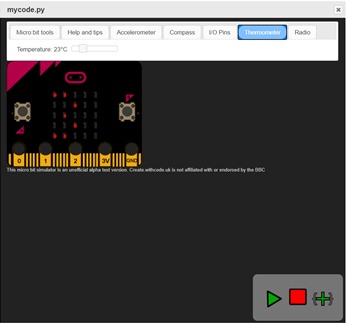 mycode.py
Micro bit tools Help and tips Accelerometer Compass I/O Pins Thermometer Radio
Temperature: 23°C
0 1 2 3V GND
This micro bit simulator is an unofficial alpha test version. Create.withcode.uk is not affiliated with or endorsed by the BBC